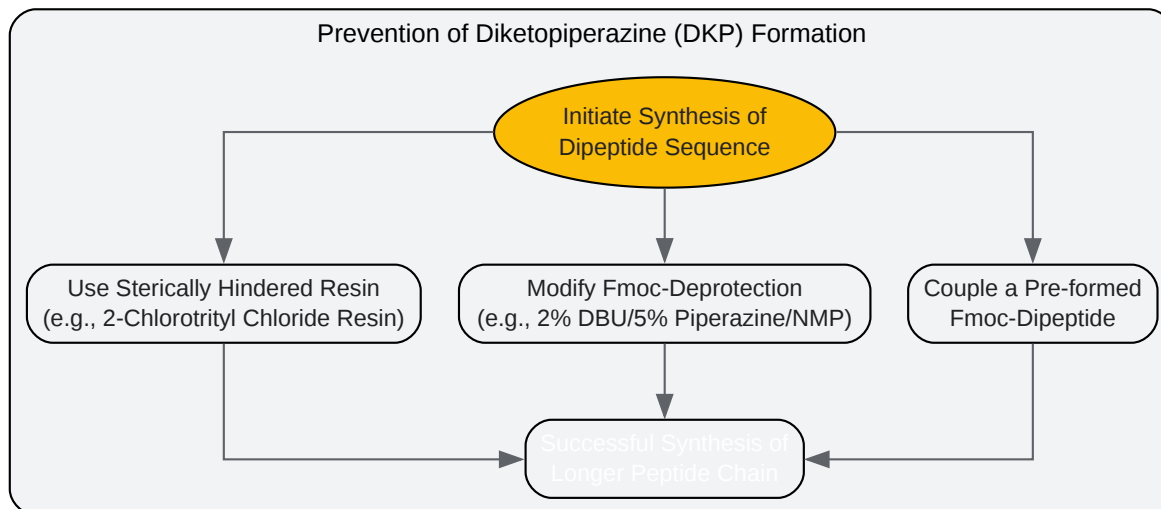 Prevention of Diketopiperazine (DKP) Formation
Initiate Synthesis of
Dipeptide Sequence
Use Sterically Hindered Resin
(e.g., 2-Chlorotrityl Chloride Resin)
Modify Fmoc-Deprotection
(e.g., 2% DBU/5% Piperazine/NMP)
Couple a Pre-formed
Fmoc-Dipeptide
Successful Synthesis of
Longer Peptide Chain